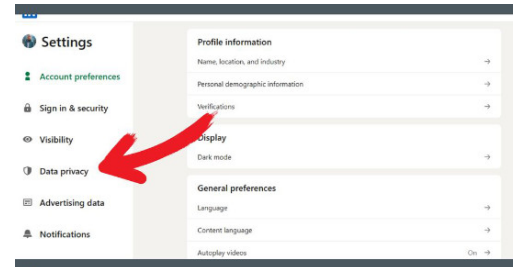 Settings
Account preferences
Sign in & security
Visibility
Data privacy
Advertising data
Notifications
Profile information
Name, location, and industry
Personal demographic information
Verifications
Display
Dark mode
General preferences
Language
Content language
Autoplay videos On